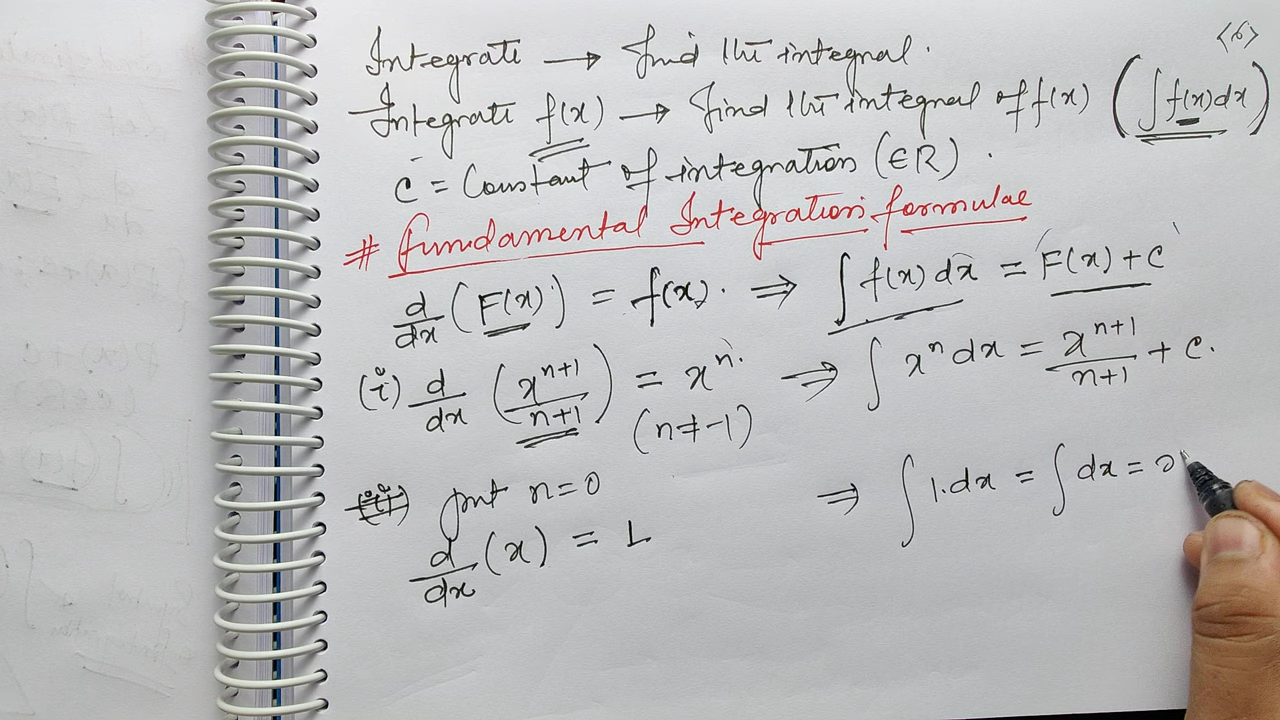 <6>
Integrate → find the integral.
Integrate f(x) → find the integral of f(x) (∫ f(x) dx)
c = Constant of integration (∈ R).
# Fundamental Integration formulae
d/dx (F(x)) = f(x). ⇒ ∫ f(x) dx = F(x) + c
(i) d/dx (x^(n+1)/(n+1)) = x^n. ⇒ ∫ x^n dx = x^(n+1)/(n+1) + c.
(n ≠ -1)
put n=0
d/dx (x) = 1 ⇒ ∫ 1.dx = ∫ dx =